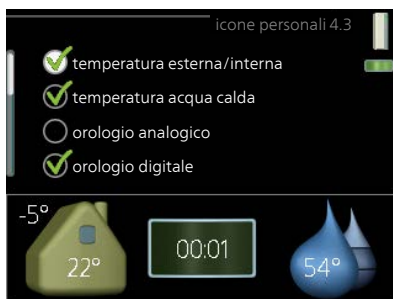 icone personali 4.3
temperatura esterna/interna
temperatura acqua calda
orologio analogico
orologio digitale
-5°
22°
00:01
54°